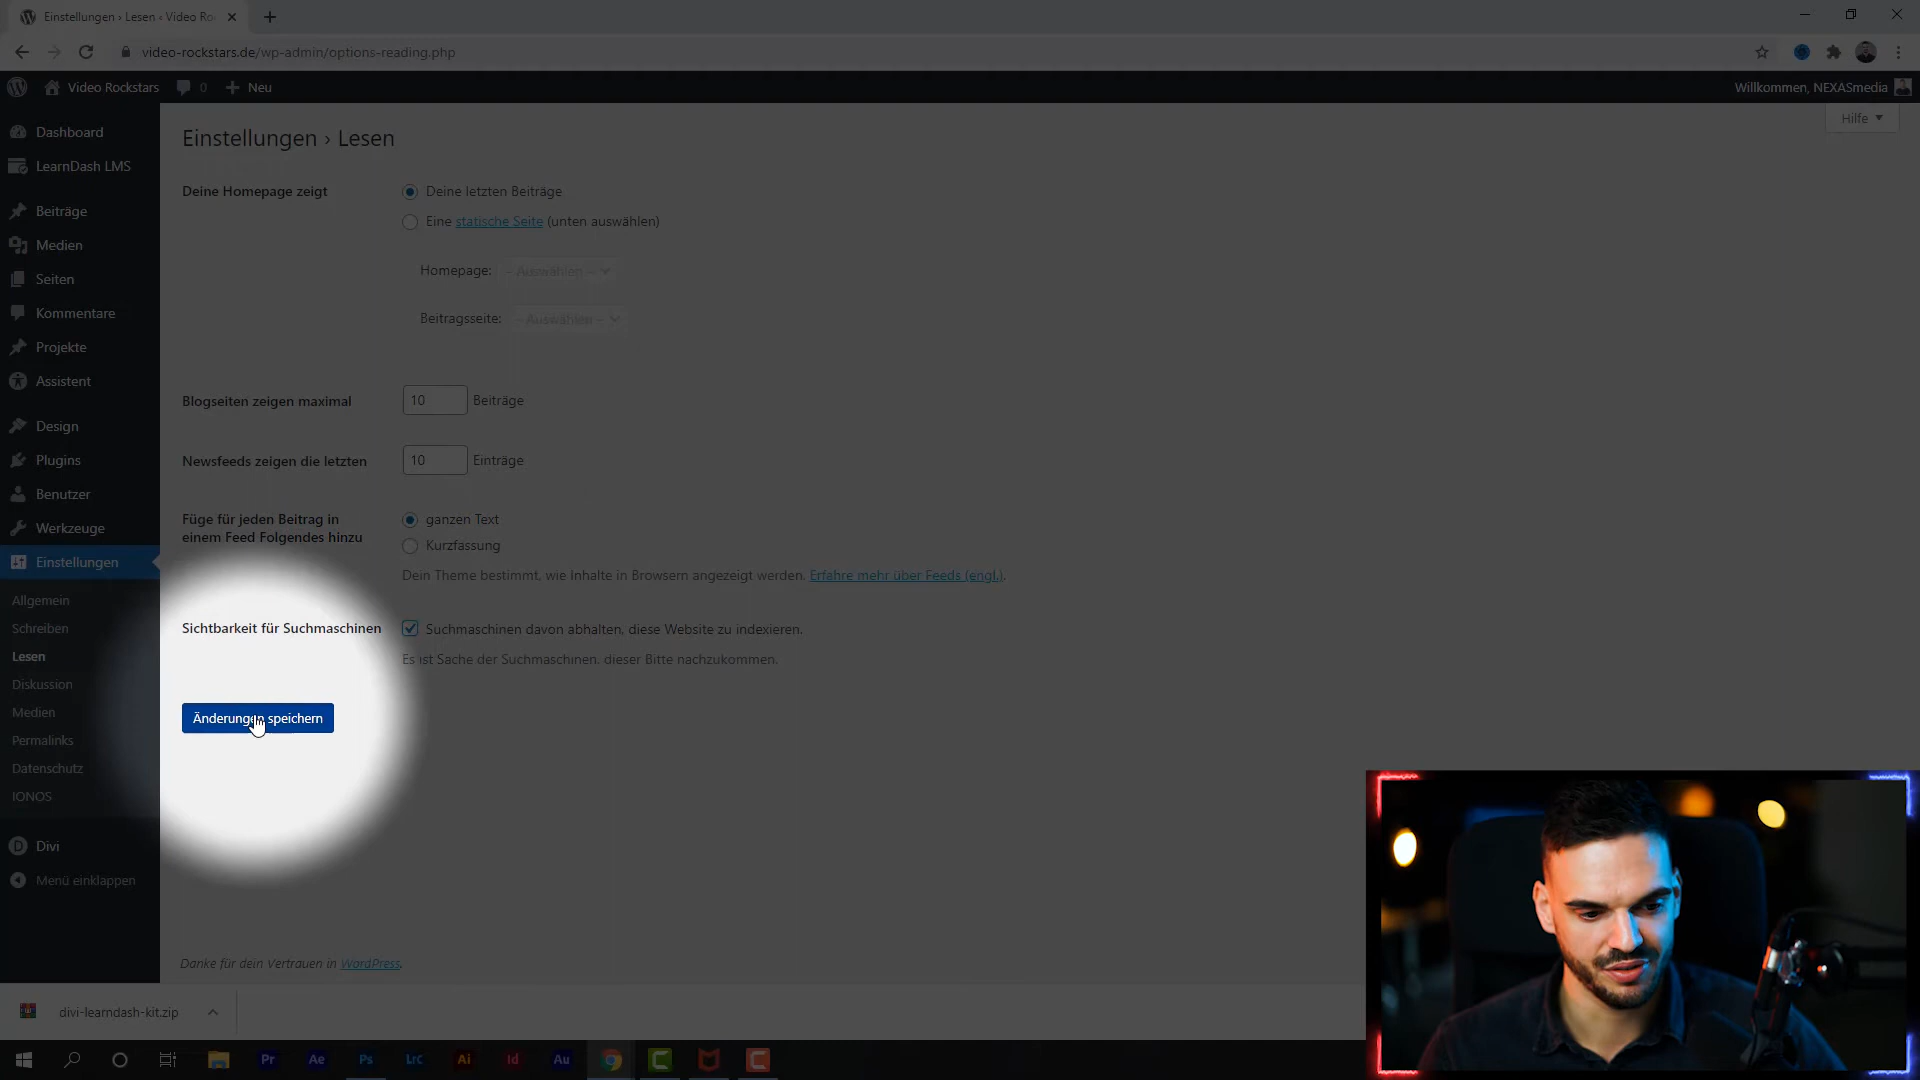 Einstellungen › Lesen ‹ Video Ro
video-rockstars.de/wp-admin/options-reading.php
Video Rockstars
0
Neu
Willkommen, NEXASmedia
Dashboard
LearnDash LMS
Beiträge
Medien
Seiten
Kommentare
Projekte
Assistent
Design
Plugins
Benutzer
Werkzeuge
Einstellungen
Allgemein
Schreiben
Lesen
Diskussion
Medien
Permalinks
Datenschutz
IONOS
Divi
Menü einklappen
Hilfe
Einstellungen › Lesen
Deine Homepage zeigt
Deine letzten Beiträge
Eine statische Seite (unten auswählen)
Homepage: – Auswählen –
Beitragsseite: – Auswählen –
Blogseiten zeigen maximal
10 Beiträge
Newsfeeds zeigen die letzten
10 Einträge
Füge für jeden Beitrag in
einem Feed Folgendes hinzu
ganzen Text
Kurzfassung
Dein Theme bestimmt, wie Inhalte in Browsern angezeigt werden. Erfahre mehr über Feeds (engl.).
Sichtbarkeit für Suchmaschinen
Suchmaschinen davon abhalten, diese Website zu indexieren.
Es ist Sache der Suchmaschinen, dieser Bitte nachzukommen.
Änderungen speichern
Danke für dein Vertrauen in WordPress.
divi-learndash-kit.zip
Pr
Ae
Ps
LrC
Ai
Id
Au